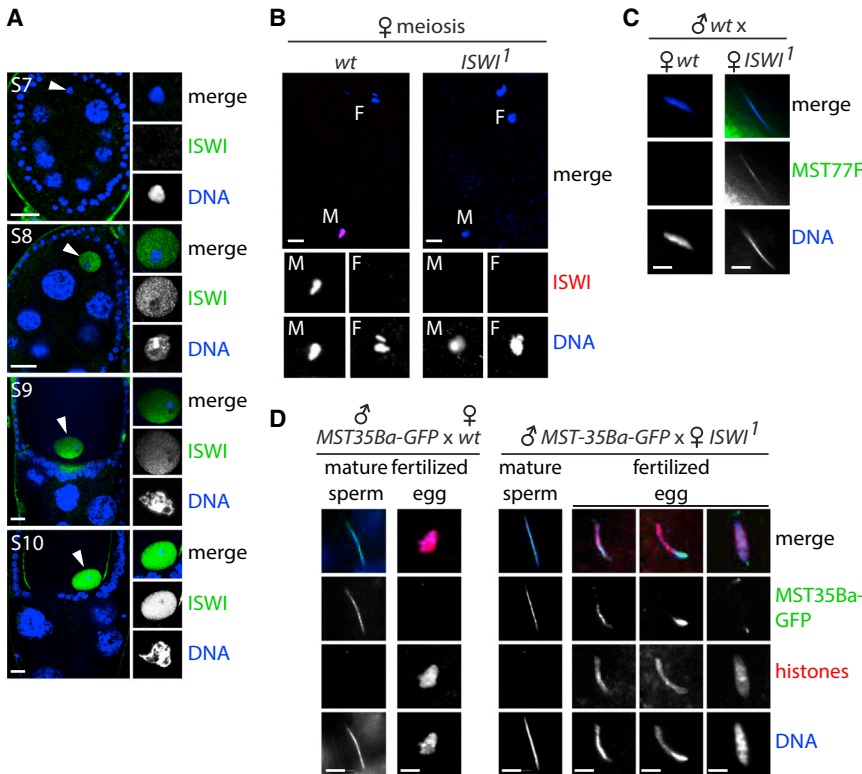 A
S7
merge
ISWI
DNA
S8
merge
ISWI
DNA
S9
merge
ISWI
DNA
S10
merge
ISWI
DNA
B
♀ meiosis
wt
ISWI¹
F
F
M
M
merge
M
F
M
F
ISWI
M
F
M
F
DNA
C
♂ wt x
♀ wt
♀ ISWI¹
merge
MST77F
DNA
D
♂ ♀
MST35Ba-GFP x wt
♂ MST-35Ba-GFP x ♀ ISWI¹
mature sperm
fertilized egg
mature sperm
fertilized egg
merge
MST35Ba-GFP
histones
DNA